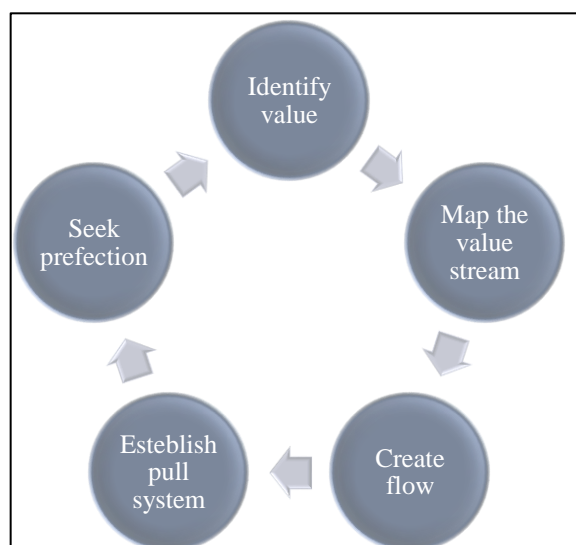 Identify
value
Map the
value
stream
Create
flow
Esteblish
pull
system
Seek
prefection